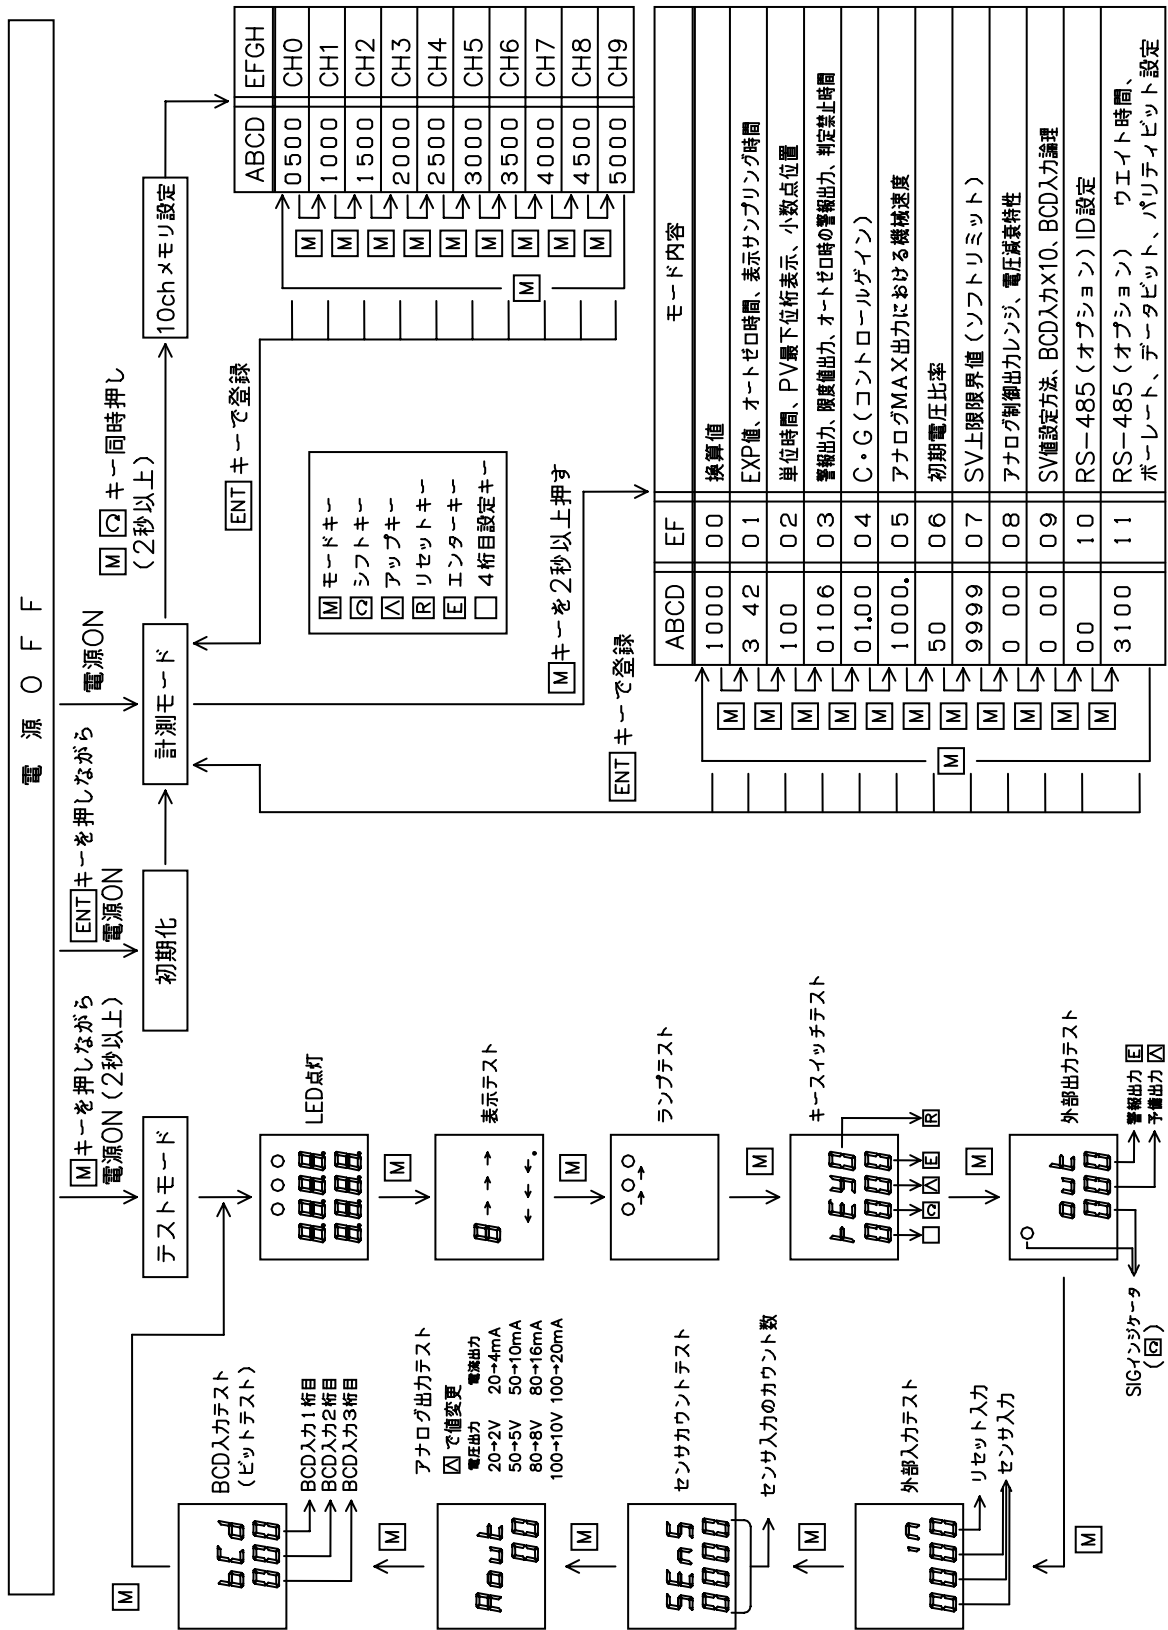 電 源 O F F
Mキーを押しながら
電源ON(2秒以上)
ENTキーを押しながら
電源ON
電源ON
テストモード
初期化
計測モード
M キー同時押し
(2秒以上)
10chメモリ設定
ABCD EFGH
0500 CH0
1000 CH1
1500 CH2
2000 CH3
2500 CH4
3000 CH5
3500 CH6
4000 CH7
4500 CH8
5000 CH9
M
M
M
M
M
M
M
M
M
M
ENT キーで登録
M モードキー
シフトキー
アップキー
R リセットキー
E エンターキー
4桁目設定キー
Mキーを2秒以上押す
ENT キーで登録
ABCD EF モード内容
1000 00 換算値
3 42 01 EXP値、オートゼロ時間、表示サンプリング時間
100 02 単位時間、PV最下位桁表示、小数点位置
0106 03 警報出力、限度値出力、オートゼロ時の警報出力、判定禁止時間
01.00 04 C・G(コントロールゲイン)
1000. 05 アナログMAX出力における機械速度
50 06 初期電圧比率
9999 07 SV上限限界値(ソフトリミット)
0 00 08 アナログ制御出力レンジ、電圧減衰特性
0 00 09 SV値設定方法、BCD入力×10、BCD入力論理
00 10 RS-485(オプション)ID設定
3100 11 RS-485(オプション) ウエイト時間、
ボーレート、データビット、パリティビット設定
M
M
M
M
M
M
M
M
M
M
M
M
LED点灯
8.8.8.8.
8.8.8.8.
M
表示テスト
8
M
ランプテスト
M
キースイッチテスト
kEy0
0000
R
E
M
外部出力テスト
out
000
警報出力 E
予備出力
SIGインジケータ
M
外部入力テスト
in0
000
リセット入力
センサ入力
M
センサカウントテスト
SEnS
0000
センサ入力のカウント数
M
アナログ出力テスト
で値変更
電圧出力 電流出力
20→2V 20→4mA
50→5V 50→10mA
80→8V 80→16mA
100→10V 100→20mA
Aout
00
M
BCD入力テスト
(ビットテスト)
bCd
000
BCD入力1桁目
BCD入力2桁目
BCD入力3桁目
M